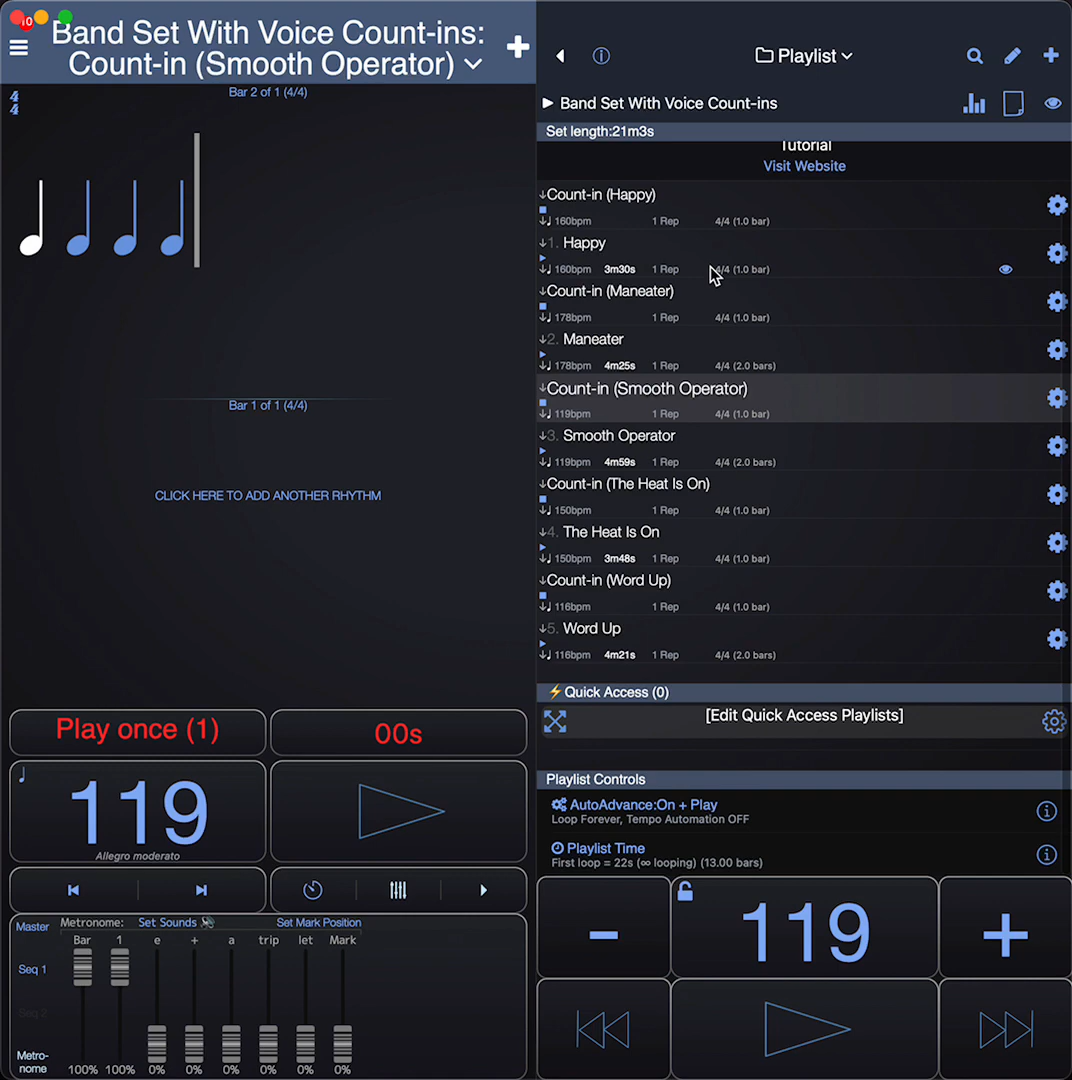 10
Band Set With Voice Count-ins:
Count-in (Smooth Operator)
4
4
Bar 2 of 1 (4/4)
Bar 1 of 1 (4/4)
CLICK HERE TO ADD ANOTHER RHYTHM
Play once (1)
00s
119
Allegro moderato
Master
Metronome:
Set Sounds
Set Mark Position
Bar 1 e + a trip let Mark
Seq 1
Seq 2
Metro-
nome
100% 100% 0% 0% 0% 0% 0% 0%
Playlist
Band Set With Voice Count-ins
Set length:21m3s
Tutorial
Visit Website
Count-in (Happy)
160bpm 1 Rep 4/4 (1.0 bar)
1. Happy
160bpm 3m30s 1 Rep 4/4 (1.0 bar)
Count-in (Maneater)
178bpm 1 Rep 4/4 (1.0 bar)
2. Maneater
178bpm 4m25s 1 Rep 4/4 (2.0 bars)
Count-in (Smooth Operator)
119bpm 1 Rep 4/4 (1.0 bar)
3. Smooth Operator
119bpm 4m59s 1 Rep 4/4 (2.0 bars)
Count-in (The Heat Is On)
150bpm 1 Rep 4/4 (1.0 bar)
4. The Heat Is On
150bpm 3m48s 1 Rep 4/4 (1.0 bar)
Count-in (Word Up)
116bpm 1 Rep 4/4 (1.0 bar)
5. Word Up
116bpm 4m21s 1 Rep 4/4 (2.0 bars)
Quick Access (0)
[Edit Quick Access Playlists]
Playlist Controls
AutoAdvance:On + Play
Loop Forever, Tempo Automation OFF
Playlist Time
First loop = 22s (∞ looping) (13.00 bars)
- 119 +